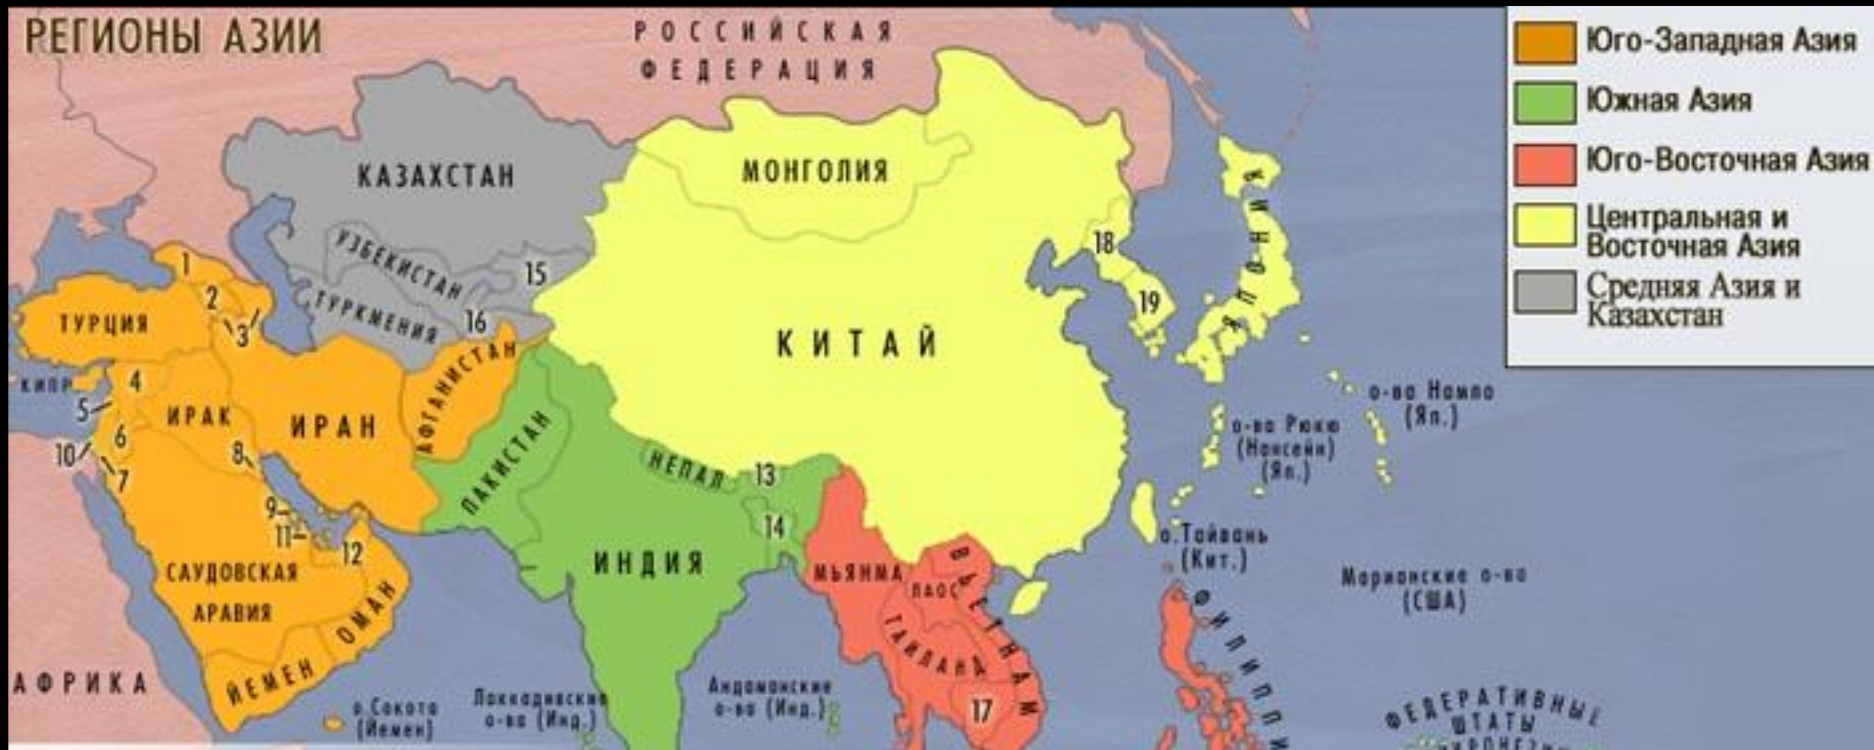 РЕГИОНЫ АЗИИ
РОССИЙСКАЯ
ФЕДЕРАЦИЯ
Юго-Западная Азия
Южная Азия
Юго-Восточная Азия
Центральная и
Восточная Азия
Средняя Азия и
Казахстан
КАЗАХСТАН
МОНГОЛИЯ
ЯПОНИЯ
УЗБЕКИСТАН
ТУРКМЕНИЯ
1
2
3
15
16
18
19
ТУРЦИЯ
КИТАЙ
КИПР
4
5
6
7
8
9
10
11
12
ИРАК
ИРАН
АФГАНИСТАН
ПАКИСТАН
НЕПАЛ
13
14
ИНДИЯ
о-ва Нампо
(Яп.)
о-ва Рюкю
(Нансейн)
(Яп.)
о.Тайвань
(Кит.)
САУДОВСКАЯ
АРАВИЯ
ОМАН
ЙЕМЕН
МЬЯНМА
ЛАОС
ВЬЕТНАМ
ТАИЛАНД
17
Марианские о-ва
(США)
АФРИКА
о.Сокота
(Йемен)
Лаккадивские
о-ва (Инд.)
Андаманские
о-ва (Инд.)
ФИЛИППИ
ФЕДЕРАТИВНЫЕ
ШТАТЫ